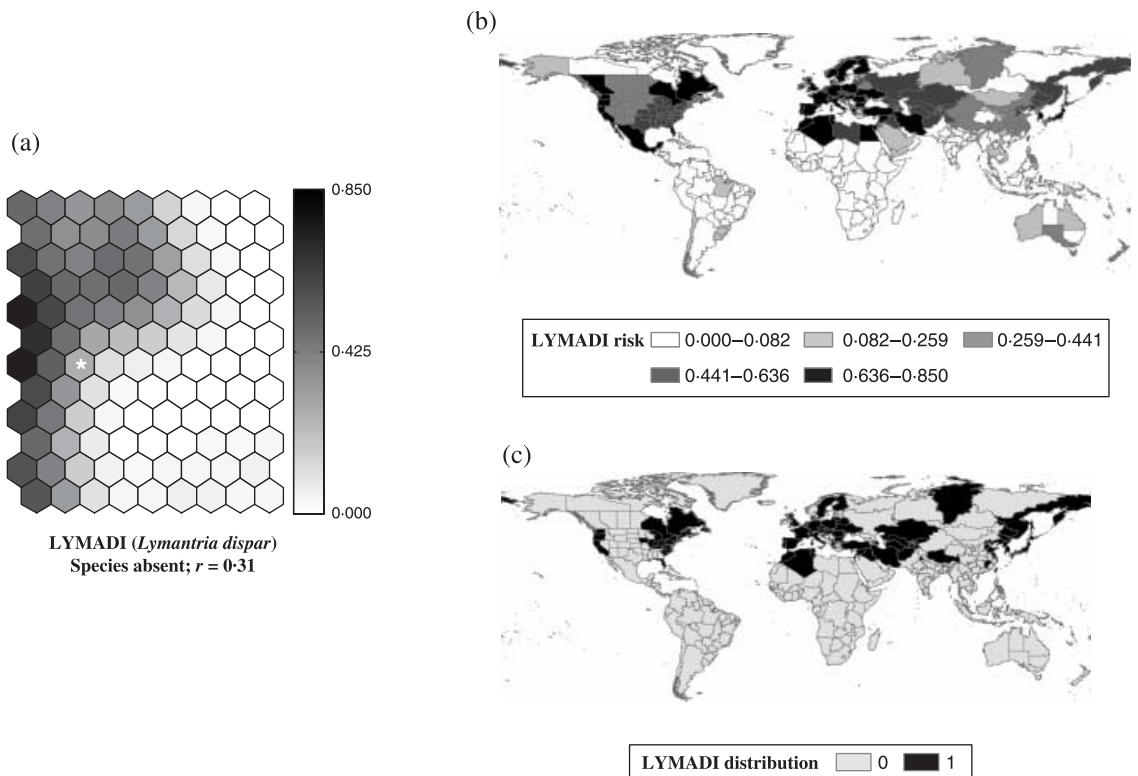 (a)
0·850
*
0·425
0·000
LYMADI (Lymantria dispar)
Species absent; r = 0·31
(b)
LYMADI risk 0·000–0·082 0·082–0·259 0·259–0·441
0·441–0·636 0·636–0·850
(c)
LYMADI distribution 0 1